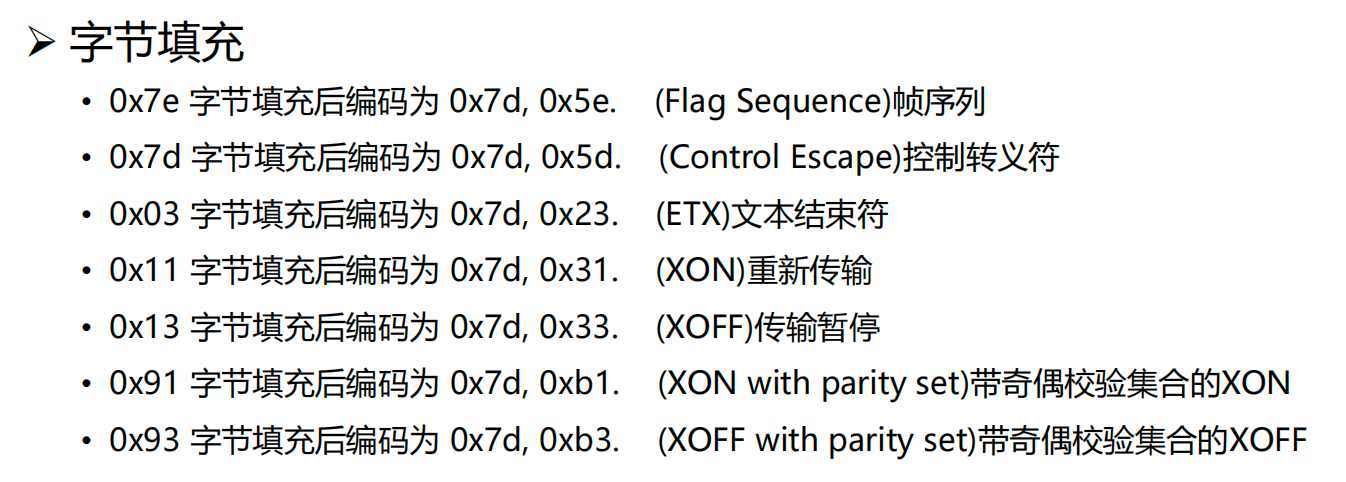 ➢ 字节填充
• 0x7e 字节填充后编码为 0x7d, 0x5e. (Flag Sequence)帧序列
• 0x7d 字节填充后编码为 0x7d, 0x5d. (Control Escape)控制转义符
• 0x03 字节填充后编码为 0x7d, 0x23. (ETX)文本结束符
• 0x11 字节填充后编码为 0x7d, 0x31. (XON)重新传输
• 0x13 字节填充后编码为 0x7d, 0x33. (XOFF)传输暂停
• 0x91 字节填充后编码为 0x7d, 0xb1. (XON with parity set)带奇偶校验集合的XON
• 0x93 字节填充后编码为 0x7d, 0xb3. (XOFF with parity set)带奇偶校验集合的XOFF